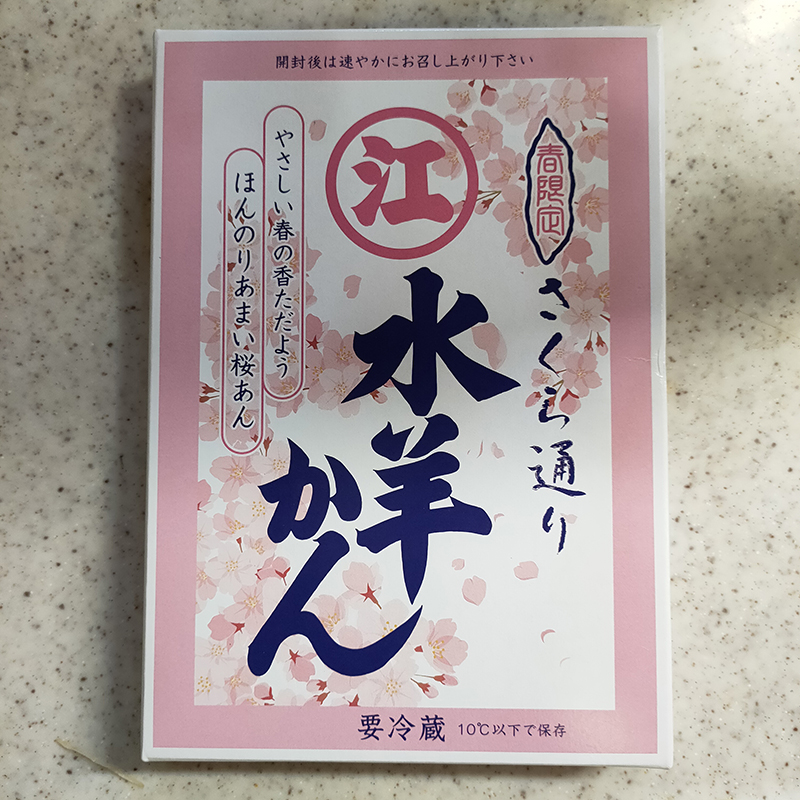 開封後は速やかにお召し上がり下さい
春限定
さくら通り
江
水羊かん
やさしい春の香ただよう
ほんのりあまい桜あん
要冷蔵 10℃以下で保存